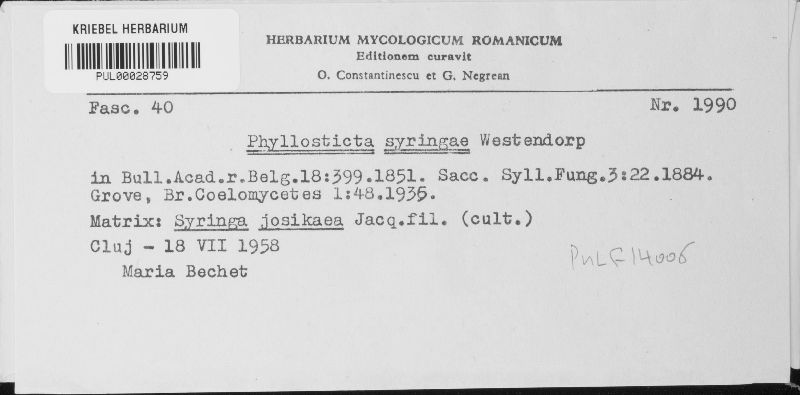 KRIEBEL HERBARIUM
PUL00028759
HERBARIUM MYCOLOGICUM ROMANICUM
Editionem curavit
O. Constantinescu et G. Negrean
Fasc. 40
Nr. 1990
Phyllosticta syringae Westendorp
in Bull.Acad.r.Belg.18:399.1851. Sacc. Syll.Fung.3:22.1884.
Grove, Br.Coelomycetes 1:48.1935.
Matrix: Syringa josikaea Jacq.fil. (cult.)
Cluj - 18 VII 1958
Maria Bechet
PULF14006